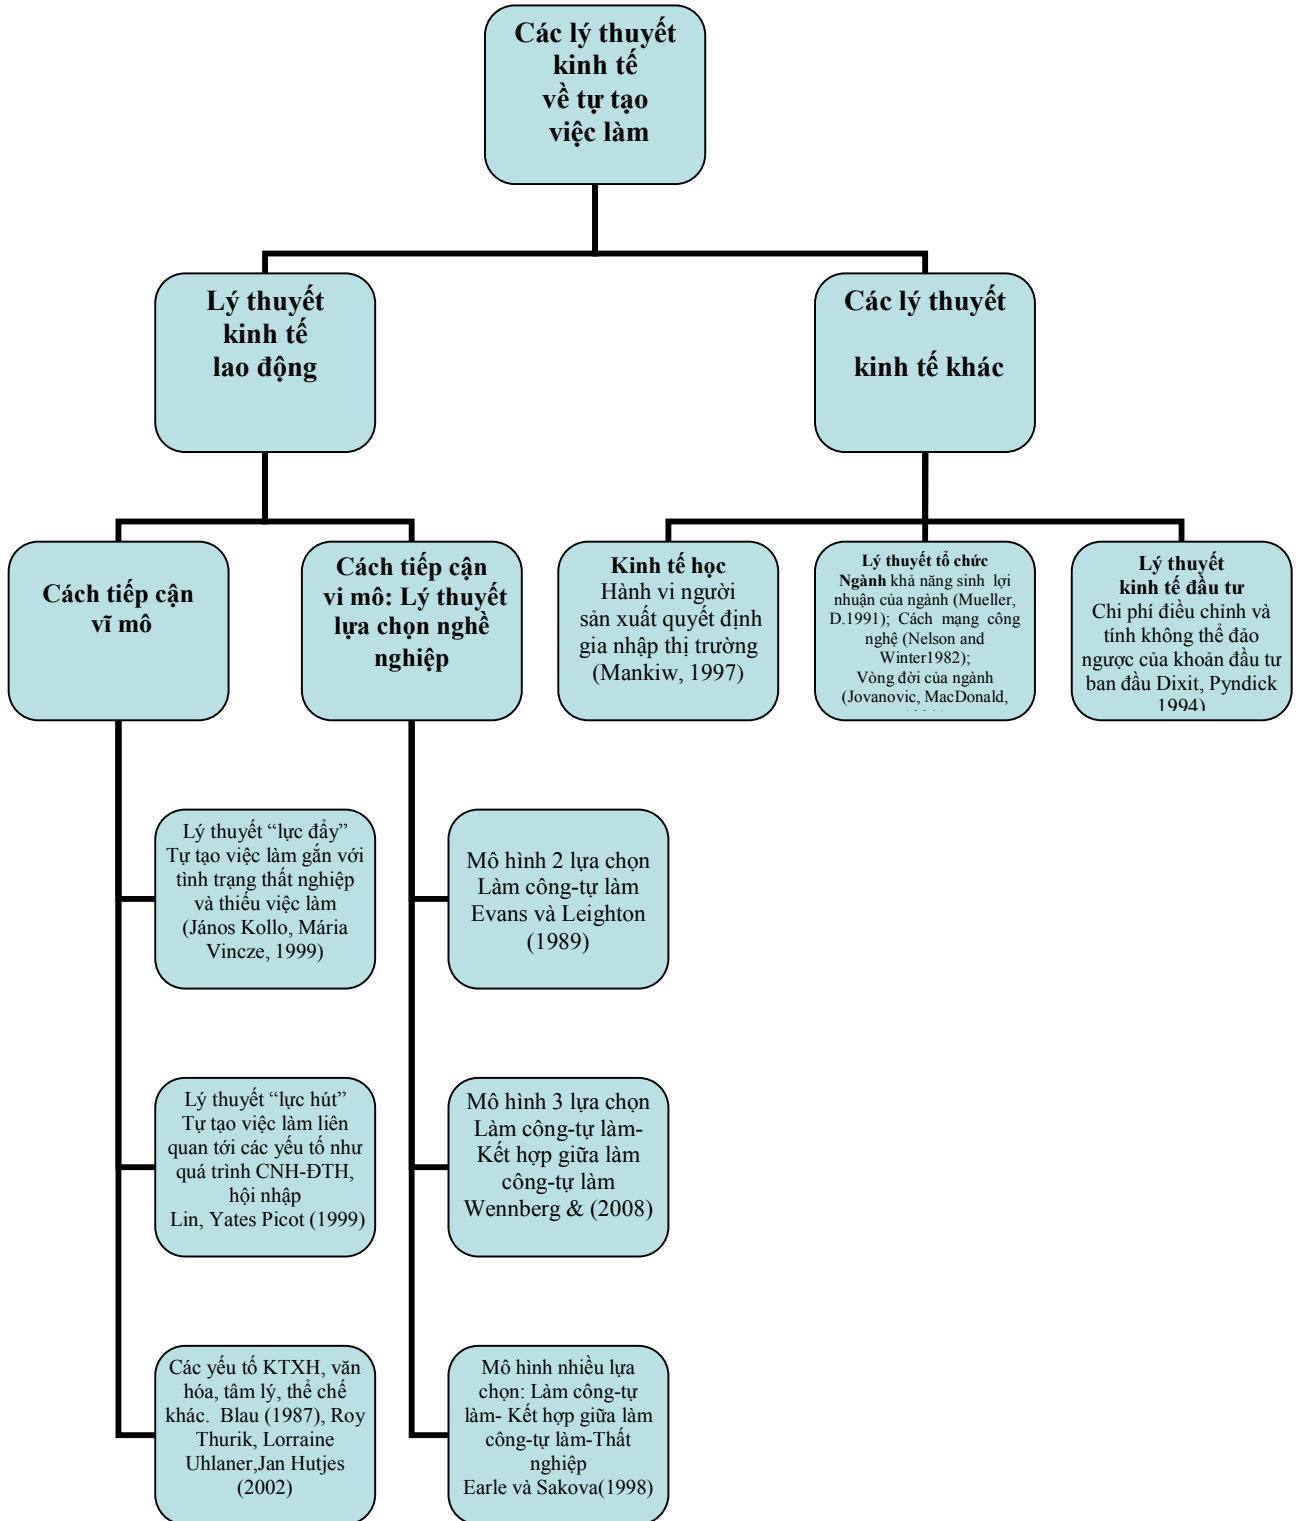 Các lý thuyết
kinh tế
về tự tạo
việc làm
Lý thuyết
kinh tế
lao động
Các lý thuyết
kinh tế khác
Cách tiếp cận
vĩ mô
Cách tiếp cận
vi mô: Lý thuyết
lựa chọn nghề
nghiệp
Kinh tế học
Hành vi người
sản xuất quyết định
gia nhập thị trường
(Mankiw, 1997)
Lý thuyết tổ chức
Ngành khả năng sinh lợi
nhuận của ngành (Mueller,
D.1991); Cách mạng công
nghệ (Nelson and
Winter1982);
Vòng đời của ngành
(Jovanovic, MacDonald,
Lý thuyết
kinh tế đầu tư
Chi phí điều chỉnh và
tính không thể đảo
ngược của khoản đầu tư
ban đầu Dixit, Pyndick
1994)
Lý thuyết “lực đẩy”
Tự tạo việc làm gắn với
tình trạng thất nghiệp
và thiếu việc làm
(János Kollo, Mária
Vincze, 1999)
Mô hình 2 lựa chọn
Làm công-tự làm
Evans và Leighton
(1989)
Lý thuyết “lực hút”
Tự tạo việc làm liên
quan tới các yếu tố như
quá trình CNH-ĐTH,
hội nhập
Lin, Yates Picot (1999)
Mô hình 3 lựa chọn
Làm công-tự làm-
Kết hợp giữa làm
công-tự làm
Wennberg & (2008)
Các yếu tố KTXH, văn
hóa, tâm lý, thể chế
khác. Blau (1987), Roy
Thurik, Lorraine
Uhlaner,Jan Hutjes
(2002)
Mô hình nhiều lựa
chọn: Làm công-tự
làm- Kết hợp giữa làm
công-tự làm-Thất
nghiệp
Earle và Sakova(1998)